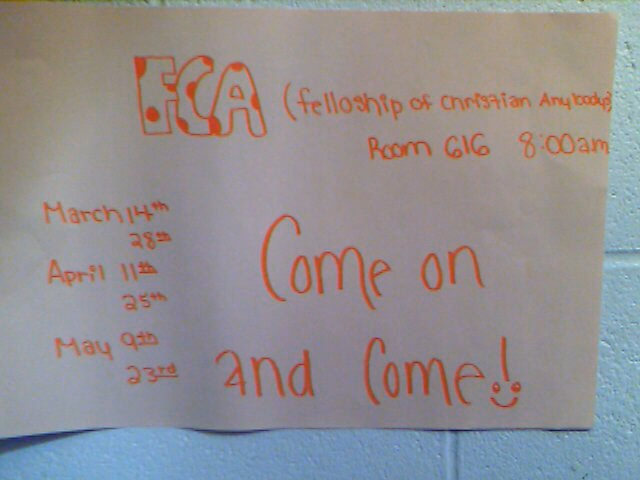 FCA (felloship of Christian Anybodys)
Room 616 8:00am
March 14th
28th
April 11th
25th
May 9th
23rd
Come on
and Come!